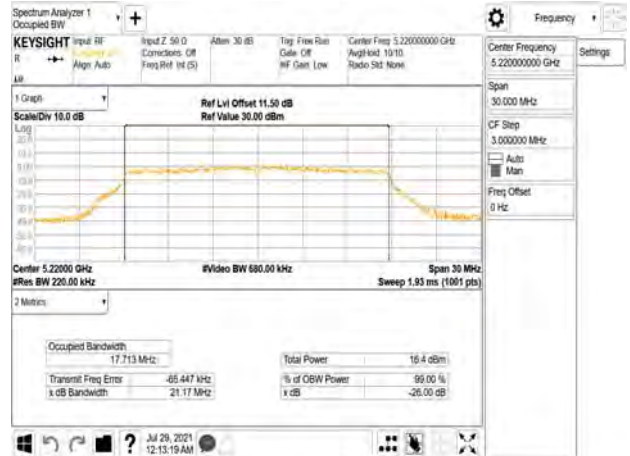 Spectrum Analyzer 1
Occupied BW
Frequency
KEYSIGHT
Input: RF
Input Z: 50 Ω
Atten: 30 dB
Trig: Free Run
Center Freq: 5.220000000 GHz
R
Corrections: Off
Gate: Off
Avg|Hold: 10/10
Align: Auto
Freq Ref: Int (S)
#IF Gain: Low
Radio Std: None
Center Frequency
5.220000000 GHz
Settings
Span
30.000 MHz
CF Step
3.000000 MHz
Auto
Man
Freq Offset
0 Hz
1 Graph
Scale/Div 10.0 dB
Ref Lvl Offset 11.50 dB
Ref Value 30.00 dBm
Log
Center 5.22000 GHz
#Res BW 220.00 kHz
#Video BW 680.00 kHz
Span 30 MHz
Sweep 1.93 ms (1001 pts)
2 Metrics
Occupied Bandwidth
17.713 MHz
Total Power
16.4 dBm
Transmit Freq Error
-65.447 kHz
% of OBW Power
99.00 %
x dB Bandwidth
21.17 MHz
x dB
-26.00 dB
?
Jul 29, 2021
12:13:19 AM